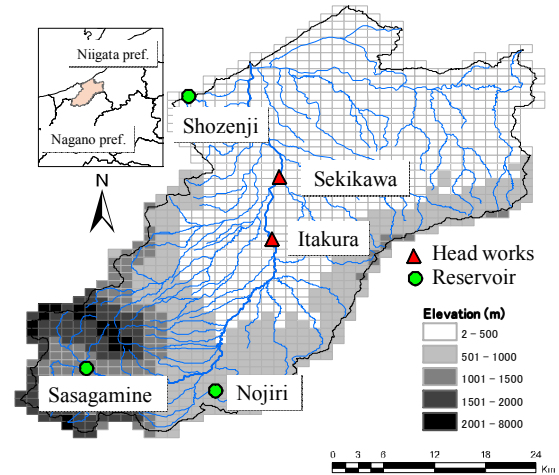 Niigata pref.
Nagano pref.
N
Shozenji
Sekikawa
Itakura
Head works
Reservoir
Elevation (m)
2 - 500
501 - 1000
1001 - 1500
1501 - 2000
2001 - 8000
Sasagamine
Nojiri
0 3 6 12 18 24
Km